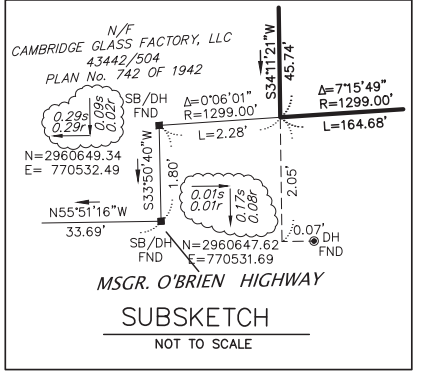 N/F
CAMBRIDGE GLASS FACTORY, LLC
43442/504
PLAN No. 742 OF 1942
S34°11'21"W
45.74'
Δ=7°15'49"
R=1299.00'
L=164.68'
SB/DH
FND
Δ=0°06'01"
R=1299.00'
L=2.28'
0.29s
0.29r
0.09s
0.02r
N=2960649.34
E= 770532.49
S33°50'40"W
1.80'
0.01s
0.01r
0.17s
0.08r
2.05'
N55°51'16"W
33.69'
SB/DH
FND
N=2960647.62
E=770531.69
0.07'
DH
FND
MSGR. O'BRIEN HIGHWAY
SUBSKETCH
NOT TO SCALE